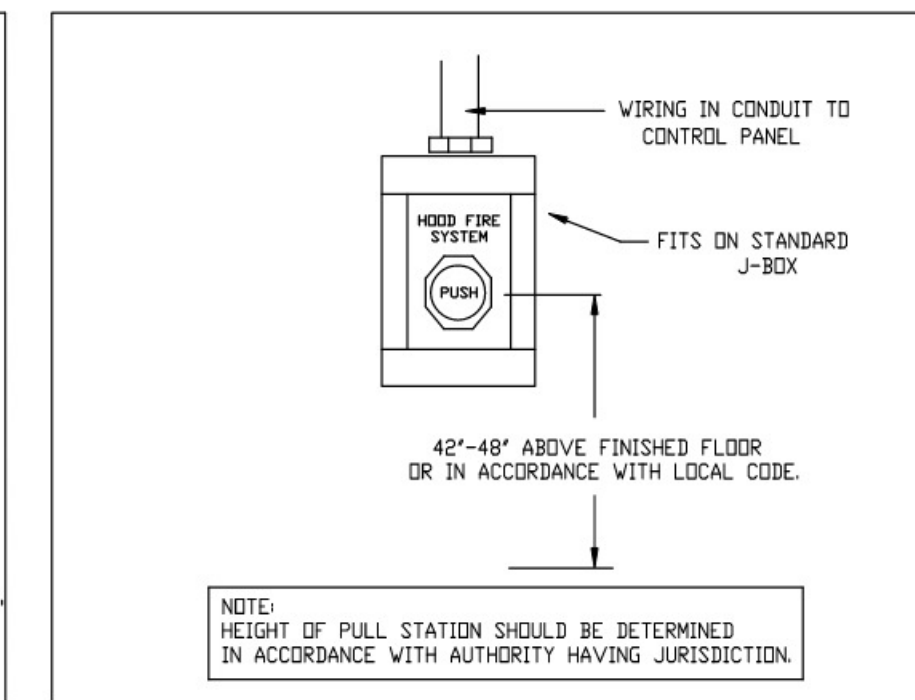 WIRING IN CONDUIT TO
CONTROL PANEL
HOOD FIRE
SYSTEM
PUSH
FITS ON STANDARD
J-BOX
42"-48" ABOVE FINISHED FLOOR
OR IN ACCORDANCE WITH LOCAL CODE.
NOTE:
HEIGHT OF PULL STATION SHOULD BE DETERMINED
IN ACCORDANCE WITH AUTHORITY HAVING JURISDICTION.